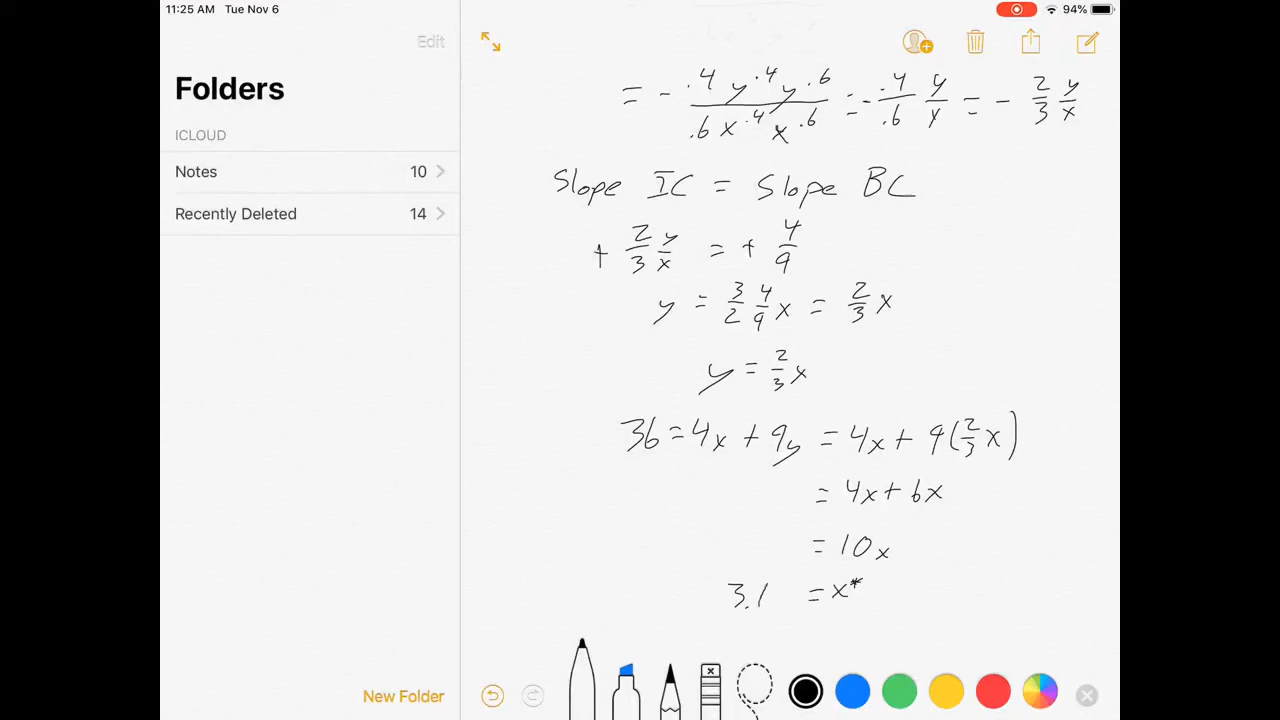 11:25 AM Tue Nov 6
94%
Edit
Folders
ICLOUD
Notes 10
Recently Deleted 14
New Folder
= - .4 y^.4 y^.6 / .6 x^.4 x^.6 = - .4/.6 y/x = - 2/3 y/x
Slope IC = Slope BC
+ 2/3 y/x = + 4/9
y = 3/2 4/9 x = 2/3 x
y = 2/3 x
36 = 4x + 9y = 4x + 9(2/3 x)
= 4x + 6x
= 10x
3.1 = x*